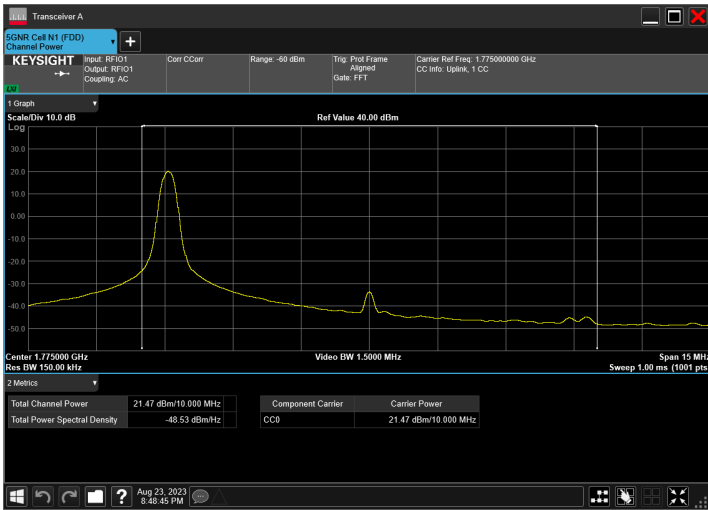 Transceiver A
5GNR Cell N1 (FDD)
Channel Power
KEYSIGHT
LXI
Input: RFIO1
Output: RFIO1
Coupling: AC
Corr CCorr
Range: -60 dBm
Trig: Prot Frame
Aligned
Gate: FFT
Carrier Ref Freq: 1.775000000 GHz
CC Info: Uplink, 1 CC
1 Graph
Scale/Div 10.0 dB
Ref Value 40.00 dBm
Log
30.0
20.0
10.0
0.00
-10.0
-20.0
-30.0
-40.0
-50.0
Center 1.775000 GHz
Video BW 1.5000 MHz
Span 15 MHz
Res BW 150.00 kHz
Sweep 1.00 ms (1001 pts
2 Metrics
Total Channel Power 21.47 dBm/10.000 MHz
Total Power Spectral Density -48.53 dBm/Hz
Component Carrier Carrier Power
CC0 21.47 dBm/10.000 MHz
?
Aug 23, 2023
8:48:45 PM